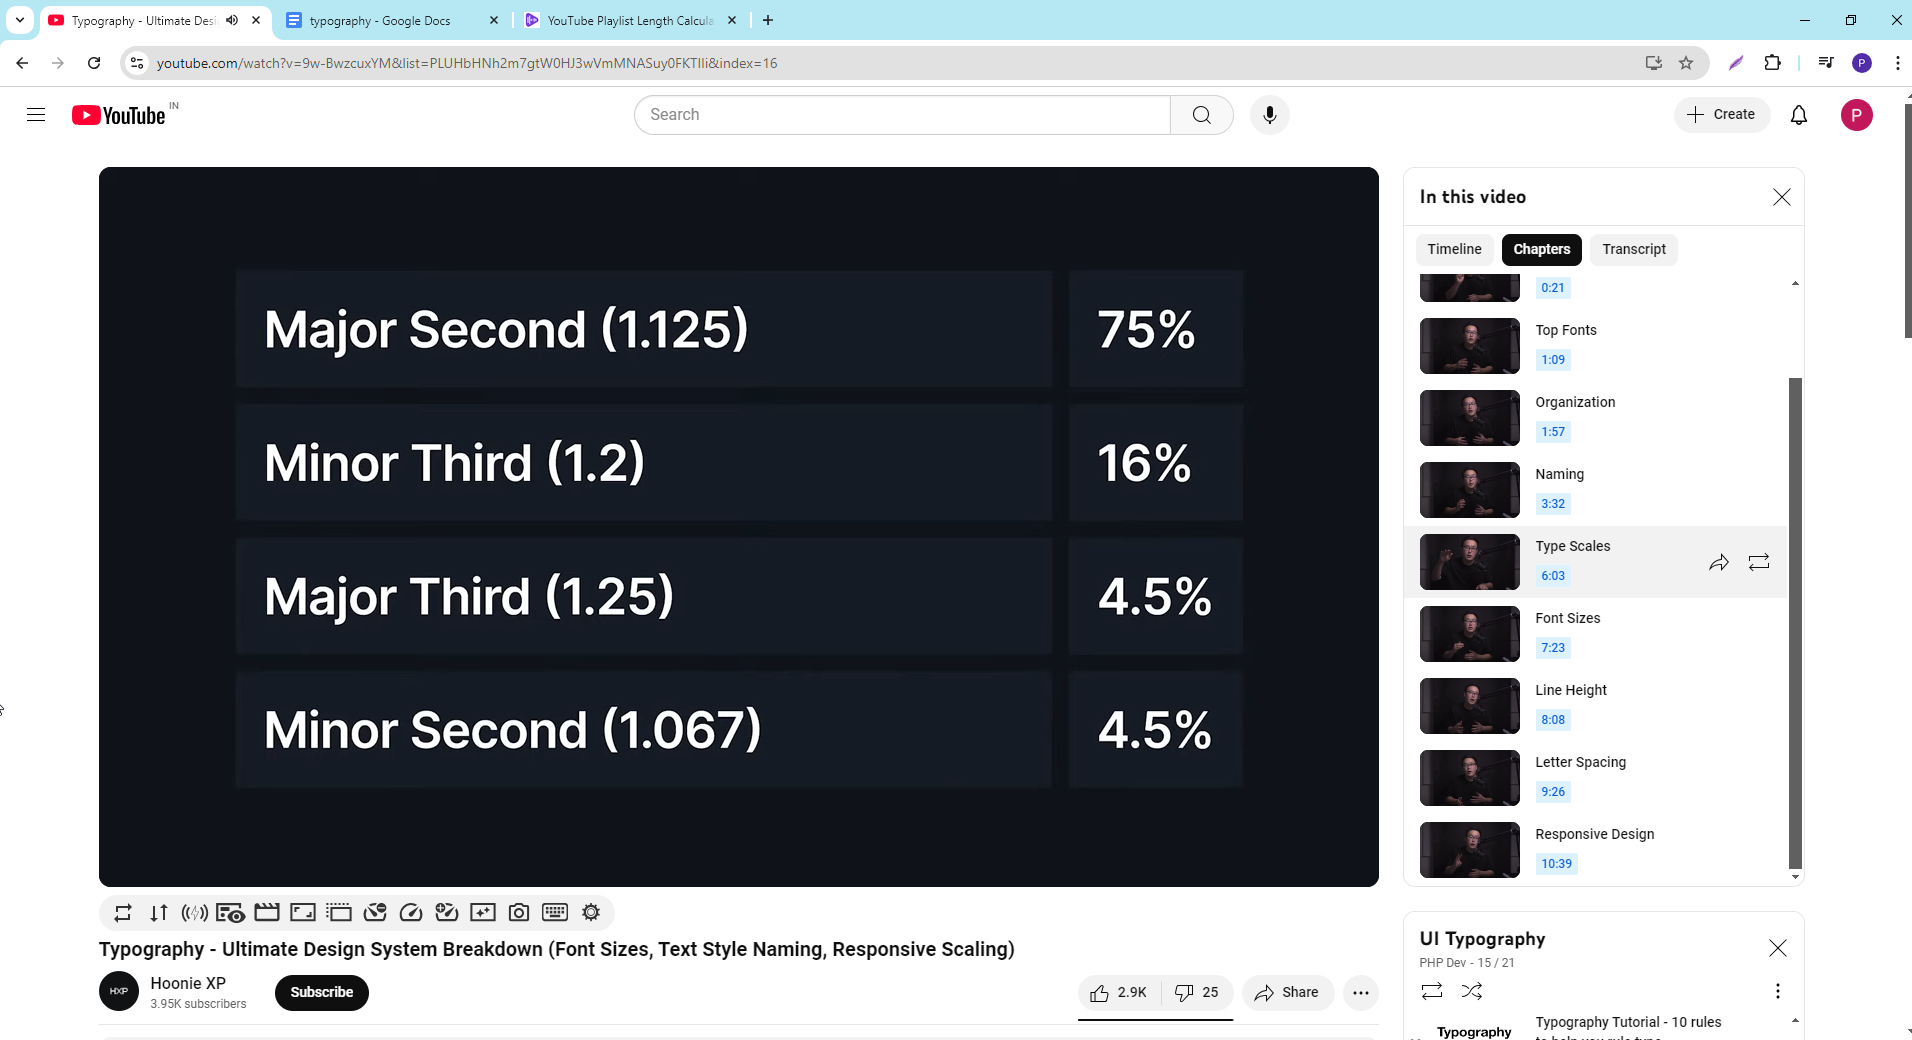 Typography - Ultimate Desi
typography - Google Docs
YouTube Playlist Length Calcula
youtube.com/watch?v=9w-BwzcuxYM&list=PLUHbHNh2m7gtW0HJ3wVmMNASuy0FKTIIi&index=16
P
YouTube IN
Search
Create
P
Major Second (1.125) 75%
Minor Third (1.2) 16%
Major Third (1.25) 4.5%
Minor Second (1.067) 4.5%
In this video
Timeline Chapters Transcript
0:21
Top Fonts
1:09
Organization
1:57
Naming
3:32
Type Scales
6:03
Font Sizes
7:23
Line Height
8:08
Letter Spacing
9:26
Responsive Design
10:39
Typography - Ultimate Design System Breakdown (Font Sizes, Text Style Naming, Responsive Scaling)
HXP
Hoonie XP
3.95K subscribers
Subscribe
2.9K
25
Share
UI Typography
PHP Dev - 15 / 21
Typography
Typography Tutorial - 10 rules